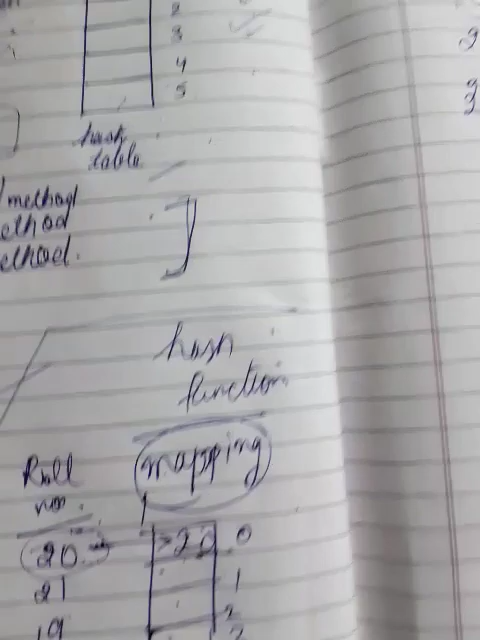 2
3
4
5
hash
table
method
ethod
ethod.
hash
function
mapping
Roll
no.
20 20 0
21 1
19 2